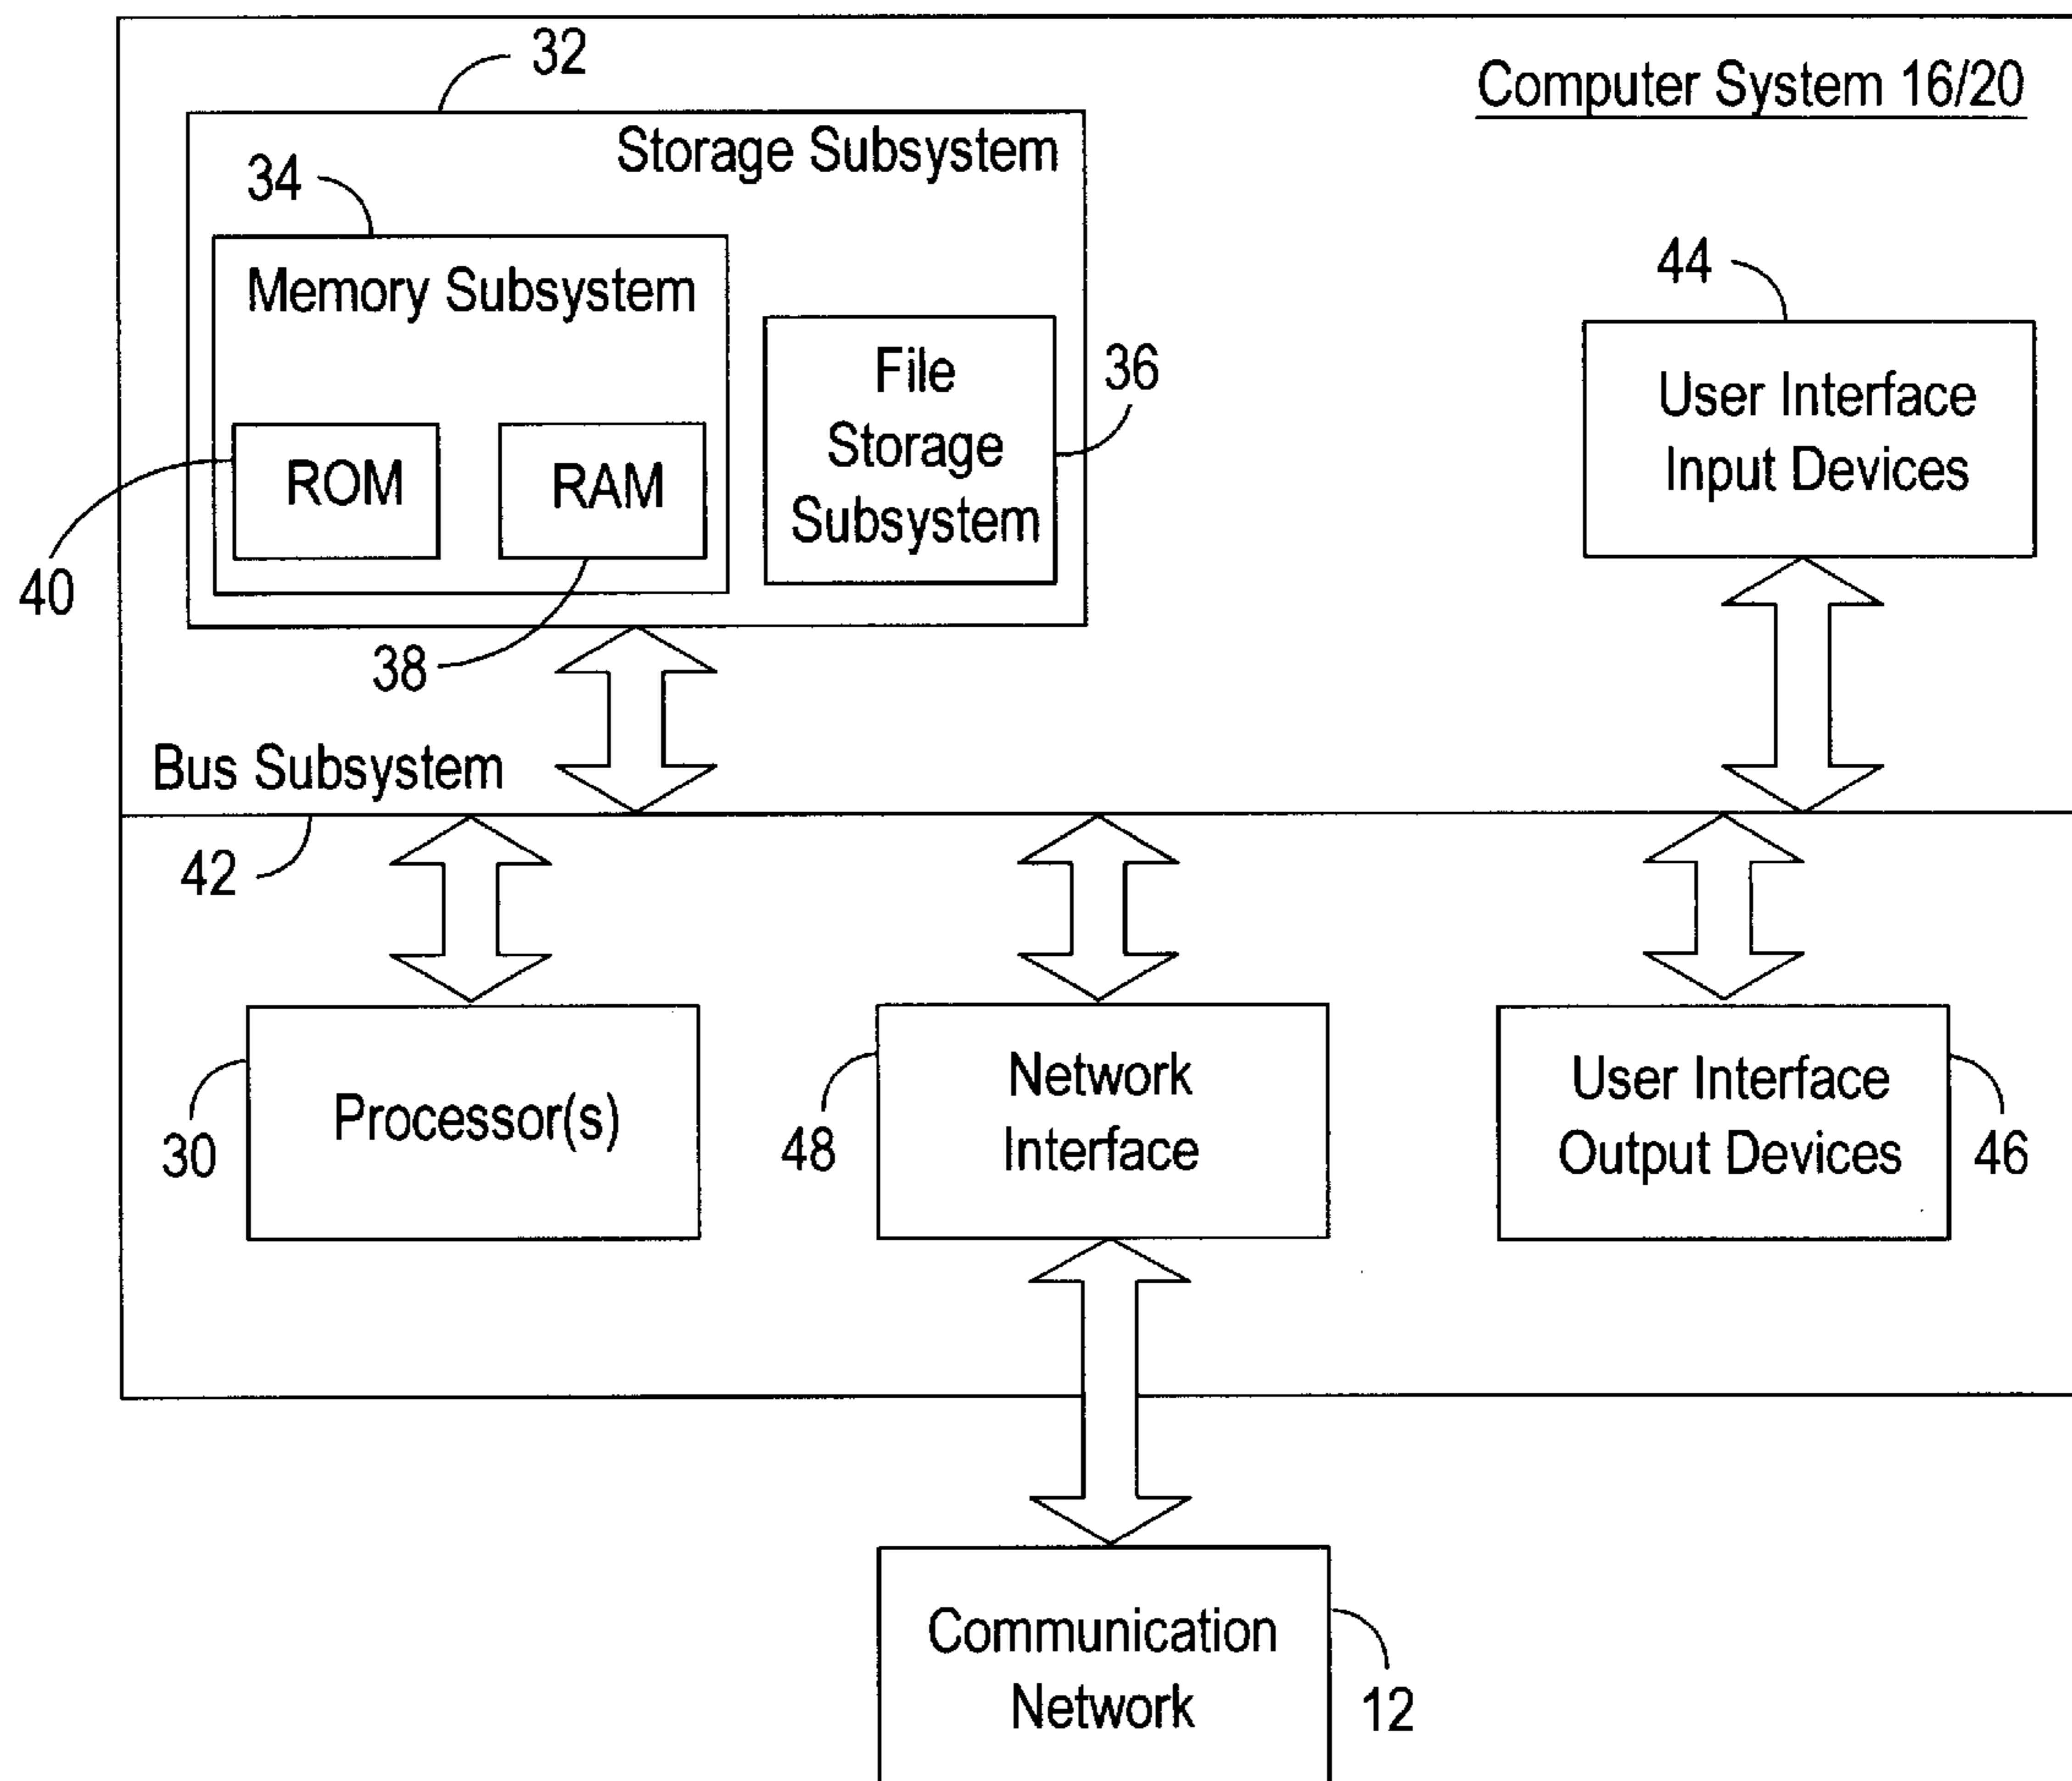 32
Computer System 16/20
Storage Subsystem
34
Memory Subsystem
44
File
Storage
Subsystem
36
User Interface
Input Devices
ROM
RAM
40
38
Bus Subsystem
42
Processor(s)
30
Network
Interface
48
User Interface
Output Devices
46
Communication
Network
12